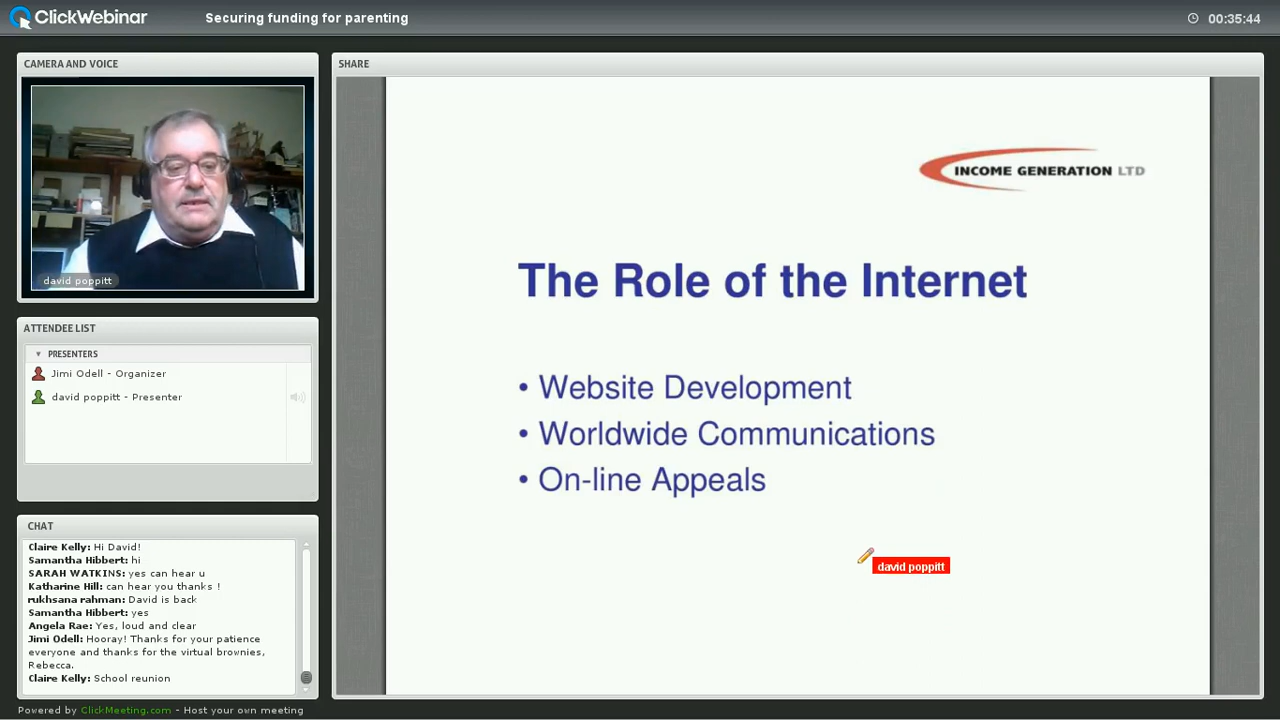 ClickWebinar
Securing funding for parenting
00:35:44
CAMERA AND VOICE
david poppitt
ATTENDEE LIST
PRESENTERS
Jimi Odell - Organizer
david poppitt - Presenter
CHAT
Claire Kelly: Hi David!
Samantha Hibbert: hi
SARAH WATKINS: yes can hear u
Katharine Hill: can hear you thanks !
rukhsana rahman: David is back
Samantha Hibbert: yes
Angela Rae: Yes, loud and clear
Jimi Odell: Hooray! Thanks for your patience
everyone and thanks for the virtual brownies,
Rebecca.
Claire Kelly: School reunion
SHARE
INCOME GENERATION LTD
The Role of the Internet
• Website Development
• Worldwide Communications
• On-line Appeals
david poppitt
Powered by ClickMeeting.com - Host your own meeting